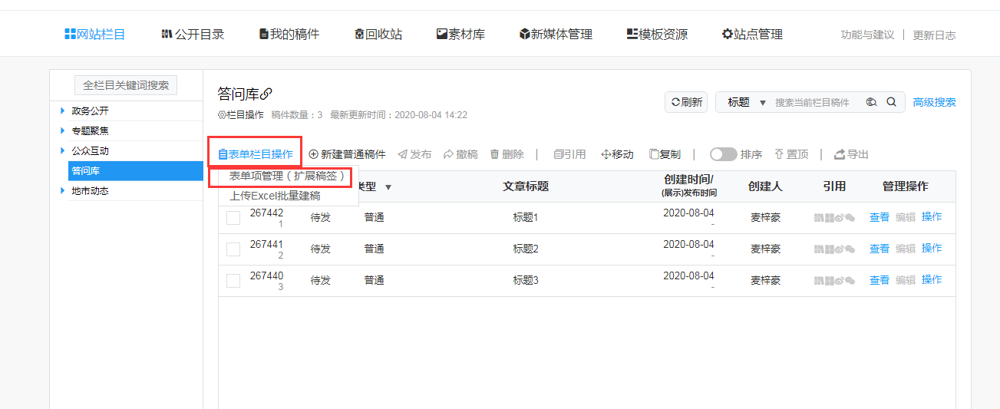 网站栏目 公开目录 我的稿件 回收站 素材库 新媒体管理 模板资源 站点管理 功能与建议 | 更新日志
全栏目关键词搜索
政务公开
专题聚焦
公众互动
答问库
地市动态
答问库
栏目操作 稿件数量：3 最新更新时间：2020-08-04 14:22
刷新 标题 ▼ 搜索当前栏目稿件 高级搜索
表单栏目操作 新建普通稿件 发布 撤稿 删除 | 引用 移动 复制 | 排序 置顶 | 导出
表单项管理（扩展稿签）
上传Excel批量建稿
类型 ▼ 文章标题 创建时间/ 创建人 引用 管理操作
(展示)发布时间
267442 待发 普通 标题1 2020-08-04 麦梓豪 查看 编辑 操作
1 -
267441 待发 普通 标题2 2020-08-04 麦梓豪 查看 编辑 操作
2 -
267440 待发 普通 标题3 2020-08-04 麦梓豪 查看 编辑 操作
3 -